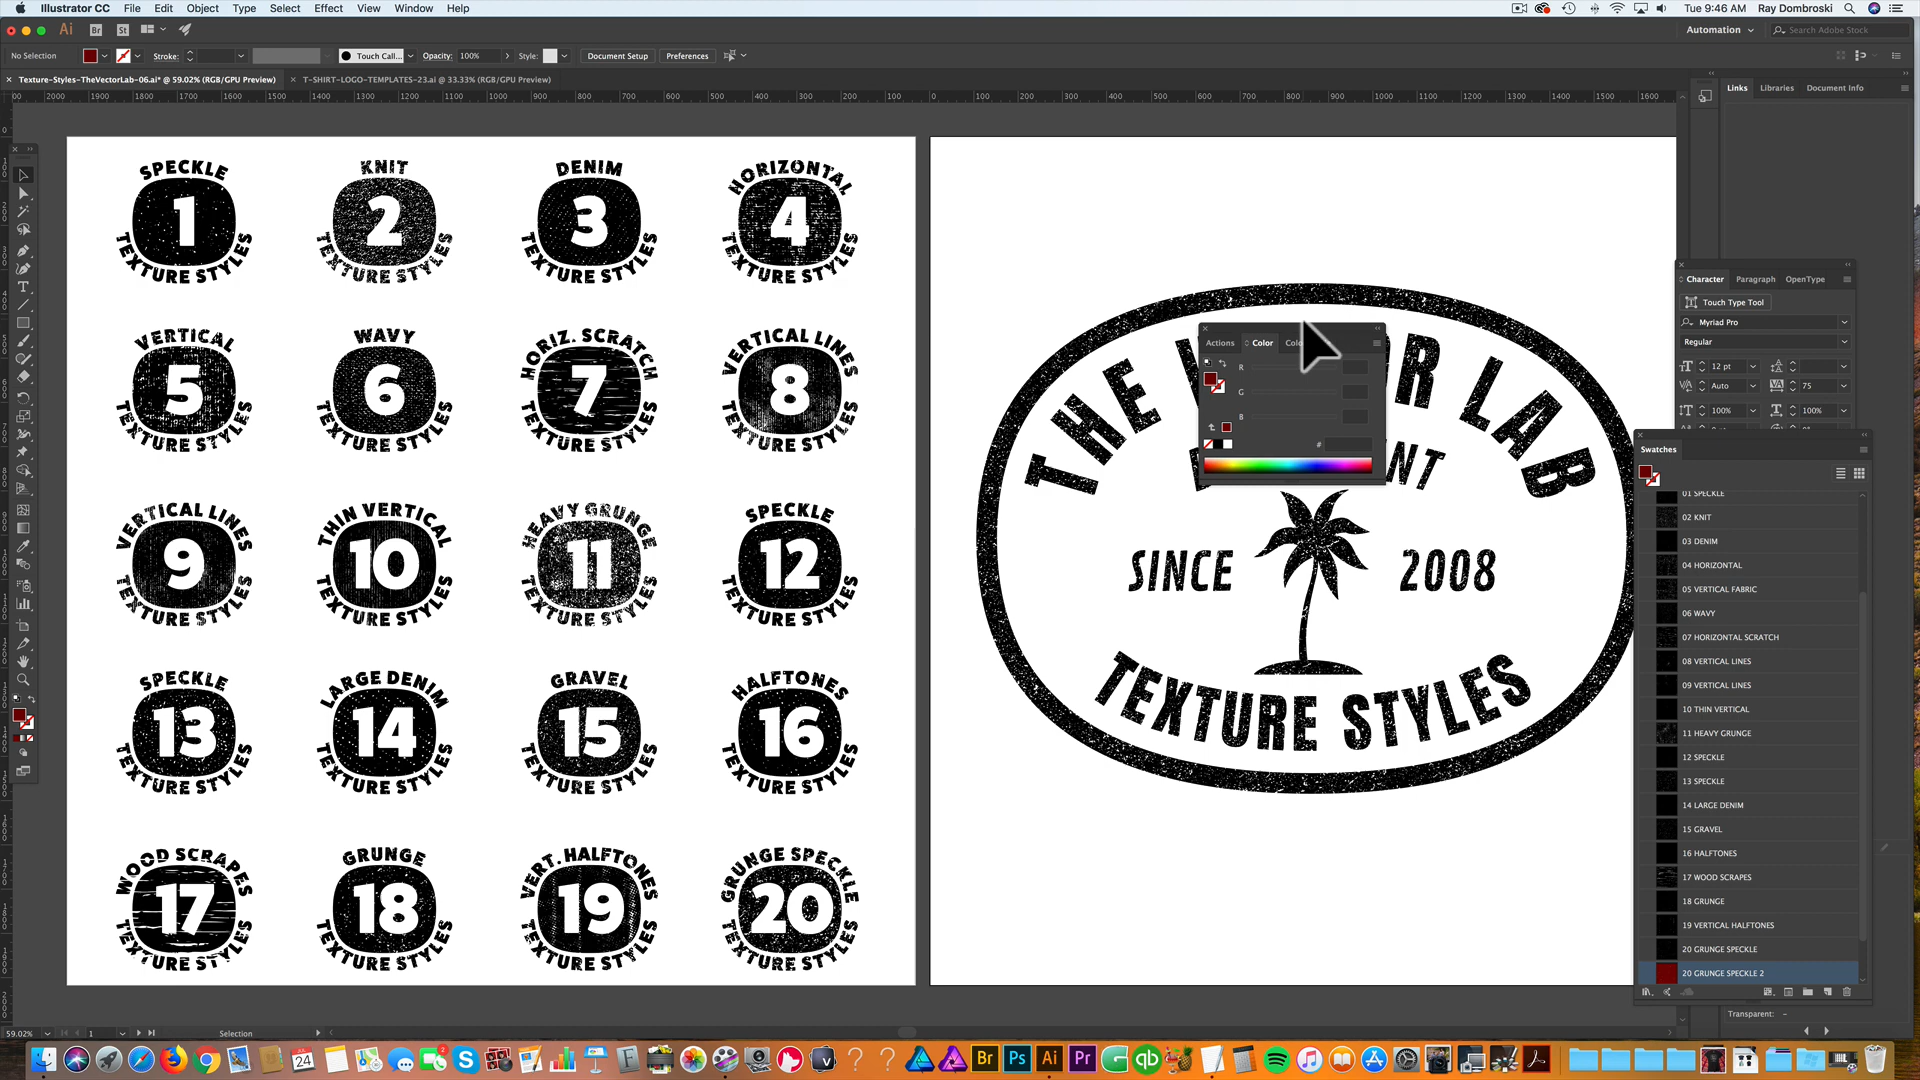 Illustrator CC File Edit Object Type Select Effect View Window Help
Tue 9:46 AM Ray Dombroski
Ai Br St
Automation
Search Adobe Stock
No Selection Stroke: Touch Call... Opacity: 100% Style: Document Setup Preferences
Texture-Styles-TheVectorLab-06.ai* @ 59.02% (RGB/GPU Preview)
T-SHIRT-LOGO-TEMPLATES-23.ai @ 33.33% (RGB/GPU Preview)
Links Libraries Document Info
SPECKLE
1
TEXTURE STYLES
KNIT
2
TEXTURE STYLES
DENIM
3
TEXTURE STYLES
HORIZONTAL
4
TEXTURE STYLES
VERTICAL
5
TEXTURE STYLES
WAVY
6
TEXTURE STYLES
HORIZ. SCRATCH
7
TEXTURE STYLES
VERTICAL LINES
8
TEXTURE STYLES
VERTICAL LINES
9
TEXTURE STYLES
THIN VERTICAL
10
TEXTURE STYLES
HEAVY GRUNGE
11
TEXTURE STYLES
SPECKLE
12
TEXTURE STYLES
SPECKLE
13
TEXTURE STYLES
LARGE DENIM
14
TEXTURE STYLES
GRAVEL
15
TEXTURE STYLES
HALFTONES
16
TEXTURE STYLES
WOOD SCRAPES
17
TEXTURE STYLES
GRUNGE
18
TEXTURE STYLES
VERT. HALFTONES
19
TEXTURE STYLES
GRUNGE SPECKLE
20
TEXTURE STYLES
THE V OR LAB
NT
SINCE 2008
TEXTURE STYLES
Actions Color Colo
R
G
B
#
Character Paragraph OpenType
Touch Type Tool
Myriad Pro
Regular
12 pt
Auto 75
100% 100%
Swatches
01 SPECKLE
02 KNIT
03 DENIM
04 HORIZONTAL
05 VERTICAL FABRIC
06 WAVY
07 HORIZONTAL SCRATCH
08 VERTICAL LINES
09 VERTICAL LINES
10 THIN VERTICAL
11 HEAVY GRUNGE
12 SPECKLE
13 SPECKLE
14 LARGE DENIM
15 GRAVEL
16 HALFTONES
17 WOOD SCRAPES
18 GRUNGE
19 VERTICAL HALFTONES
20 GRUNGE SPECKLE
20 GRUNGE SPECKLE 2
Transparent: -
59.02% 1 Selection